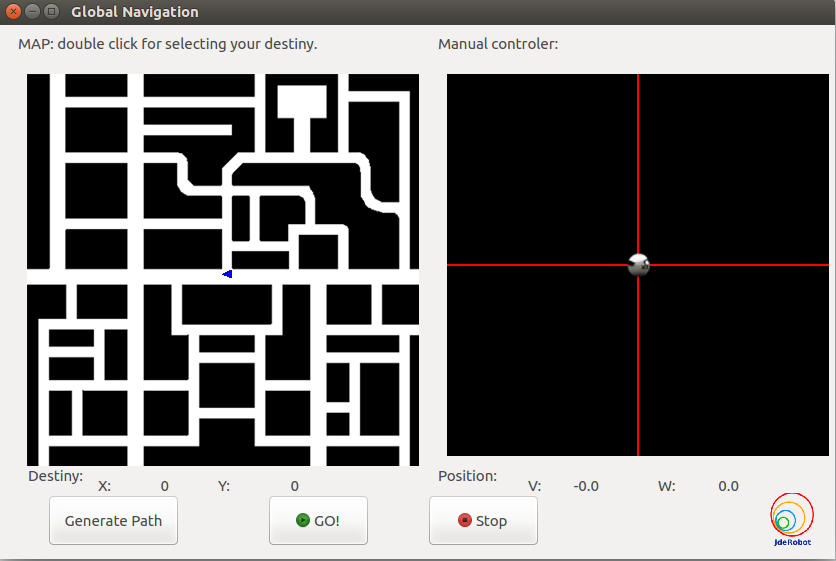 Global Navigation
MAP: double click for selecting your destiny.
Manual controler:
Destiny:
X: 0 Y: 0
Position:
V: -0.0 W: 0.0
Generate Path
GO!
Stop
JdeRobot